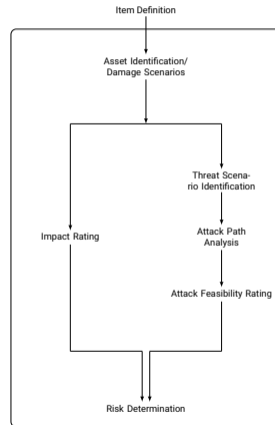 Item Definition
Asset Identification/
Damage Scenarios
Threat Scena-
rio Identification
Impact Rating
Attack Path
Analysis
Attack Feasibility Rating
Risk Determination